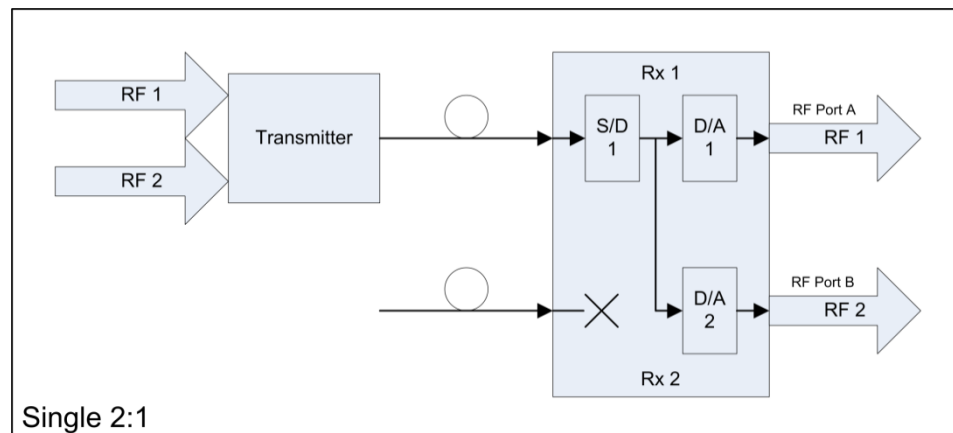 RF 1
RF 2
Transmitter
Rx 1
S/D
1
D/A
1
RF Port A
RF 1
D/A
2
RF Port B
RF 2
Rx 2
Single 2:1